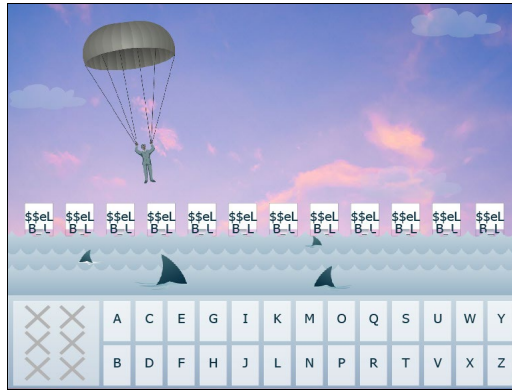 $$eL $$eL $$eL $$eL $$eL $$eL $$eL $$eL $$eL $$eL $$eL $$eL
B_L B_L B_L B_L B_L B_L B_L B_L B_L B_L B_L
A C E G I K M O Q S U W Y
B D F H J L N P R T V X Z